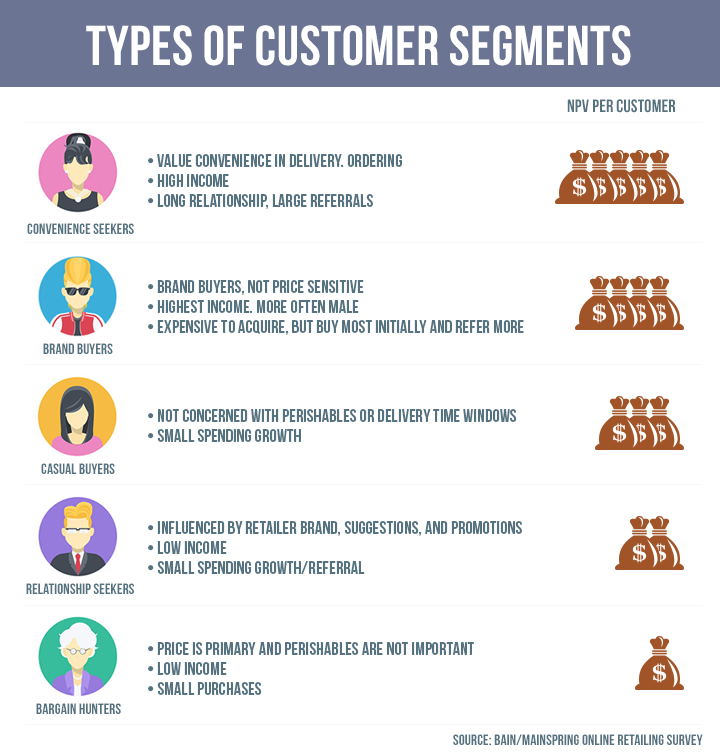 TYPES OF CUSTOMER SEGMENTS
NPV PER CUSTOMER
• VALUE CONVENIENCE IN DELIVERY. ORDERING
• HIGH INCOME
• LONG RELATIONSHIP, LARGE REFERRALS
$ $ $ $ $
CONVENIENCE SEEKERS
• BRAND BUYERS, NOT PRICE SENSITIVE
• HIGHEST INCOME. MORE OFTEN MALE
• EXPENSIVE TO ACQUIRE, BUT BUY MOST INITIALLY AND REFER MORE
$ $ $ $
BRAND BUYERS
• NOT CONCERNED WITH PERISHABLES OR DELIVERY TIME WINDOWS
• SMALL SPENDING GROWTH
$ $ $
CASUAL BUYERS
• INFLUENCED BY RETAILER BRAND, SUGGESTIONS, AND PROMOTIONS
• LOW INCOME
• SMALL SPENDING GROWTH/REFERRAL
$ $
RELATIONSHIP SEEKERS
• PRICE IS PRIMARY AND PERISHABLES ARE NOT IMPORTANT
• LOW INCOME
• SMALL PURCHASES
$
BARGAIN HUNTERS
SOURCE: BAIN/MAINSPRING ONLINE RETAILING SURVEY